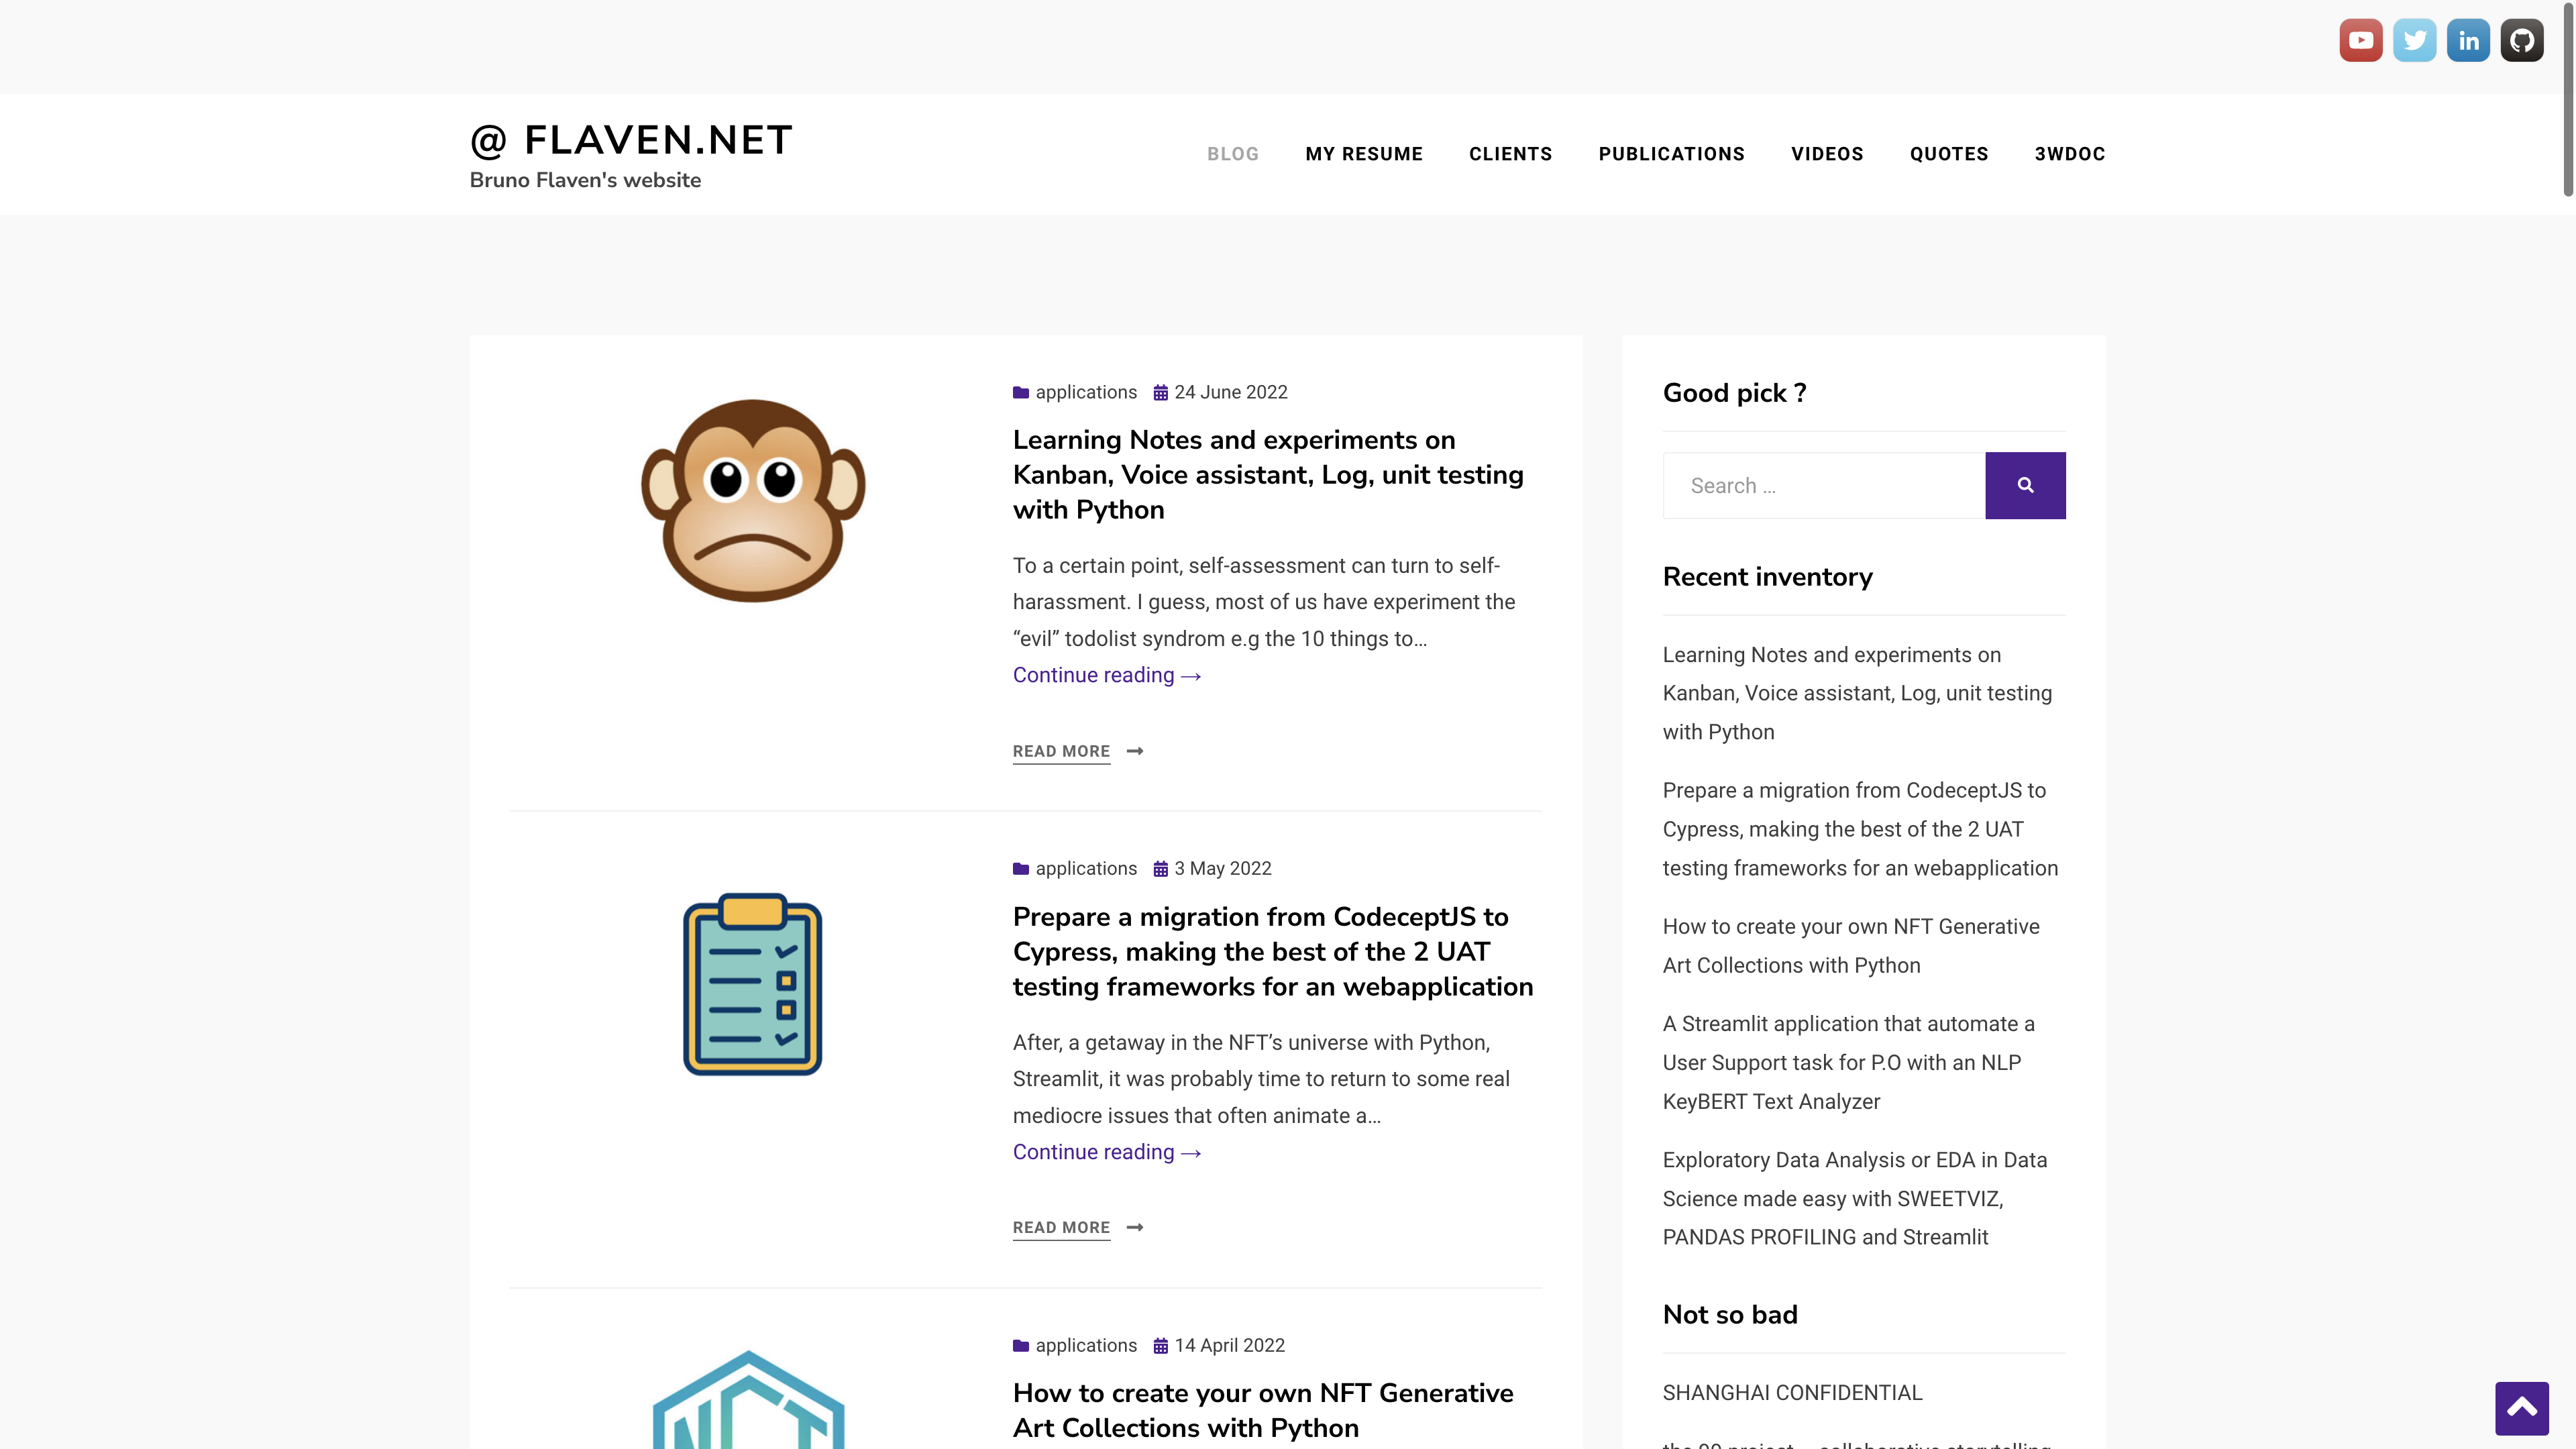 @ FLAVEN.NET
Bruno Flaven's website
BLOG
MY RESUME
CLIENTS
PUBLICATIONS
VIDEOS
QUOTES
3WDOC
applications 24 June 2022
Learning Notes and experiments on
Kanban, Voice assistant, Log, unit testing
with Python
To a certain point, self-assessment can turn to self-
harassment. I guess, most of us have experiment the
“evil” todolist syndrom e.g the 10 things to…
Continue reading →
READ MORE
applications 3 May 2022
Prepare a migration from CodeceptJS to
Cypress, making the best of the 2 UAT
testing frameworks for an webapplication
After, a getaway in the NFT’s universe with Python,
Streamlit, it was probably time to return to some real
mediocre issues that often animate a…
Continue reading →
READ MORE
NFT
applications 14 April 2022
How to create your own NFT Generative
Art Collections with Python
Good pick ?
Search …
Recent inventory
Learning Notes and experiments on
Kanban, Voice assistant, Log, unit testing
with Python
Prepare a migration from CodeceptJS to
Cypress, making the best of the 2 UAT
testing frameworks for an webapplication
How to create your own NFT Generative
Art Collections with Python
A Streamlit application that automate a
User Support task for P.O with an NLP
KeyBERT Text Analyzer
Exploratory Data Analysis or EDA in Data
Science made easy with SWEETVIZ,
PANDAS PROFILING and Streamlit
Not so bad
SHANGHAI CONFIDENTIAL